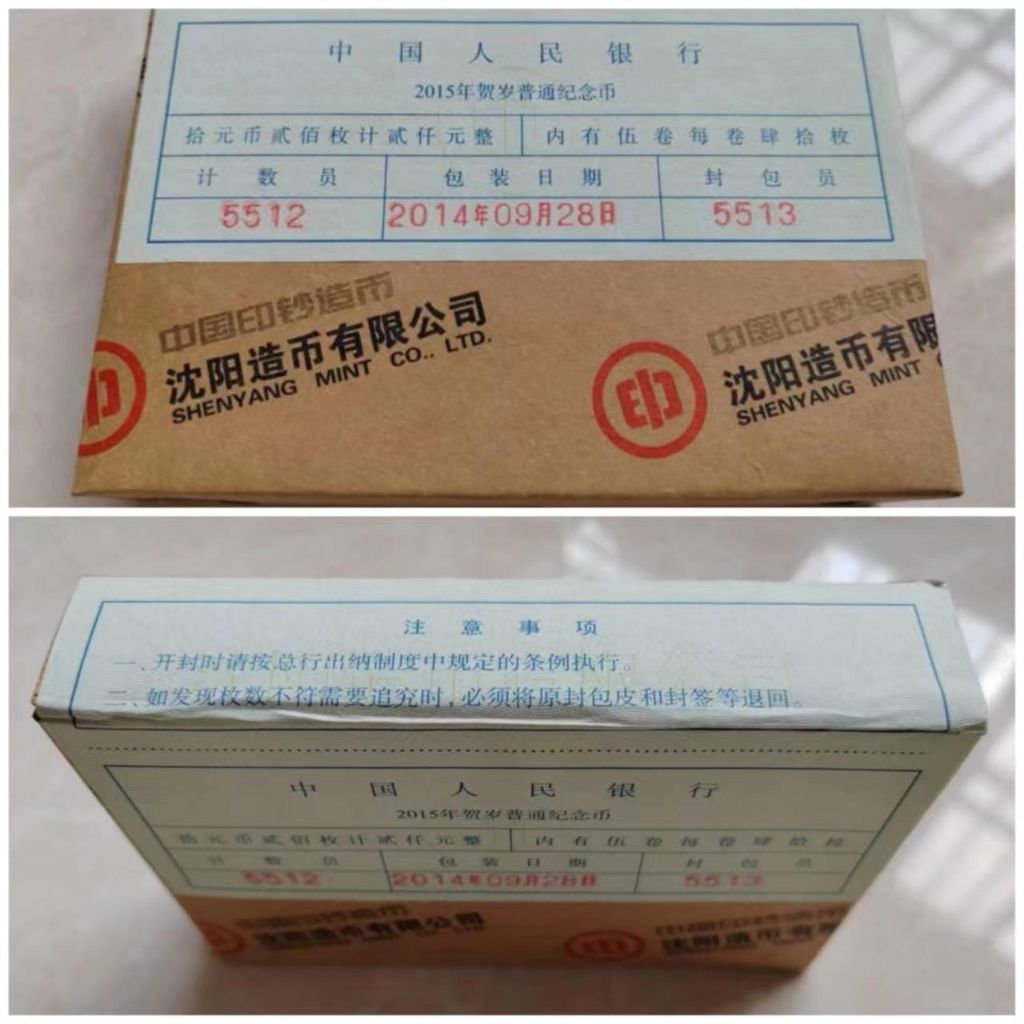 中国人民银行
2015年贺岁普通纪念币
拾元币贰佰枚计贰仟元整 内有伍卷每卷肆拾枚
计数员 包装日期 封包员
5512 2014年09月28日 5513
中国印钞造币 中国印钞造币
沈阳造币有限公司 沈阳造币有限
SHENYANG MINT CO., LTD. SHENYANG MINT
注意事项
一、开封时请按总行出纳制度中规定的条例执行。
二、如发现枚数不符需要追究时,必须将原封包皮和封签等退回。
中国人民银行
2015年贺岁普通纪念币
拾元币贰佰枚计贰仟元整 内有伍卷每卷肆拾枚
计数员 包装日期 封包员
5512 2014年09月28日 5513
中国印钞造币 中国印钞造币
沈阳造币有限公司 沈阳造币有限